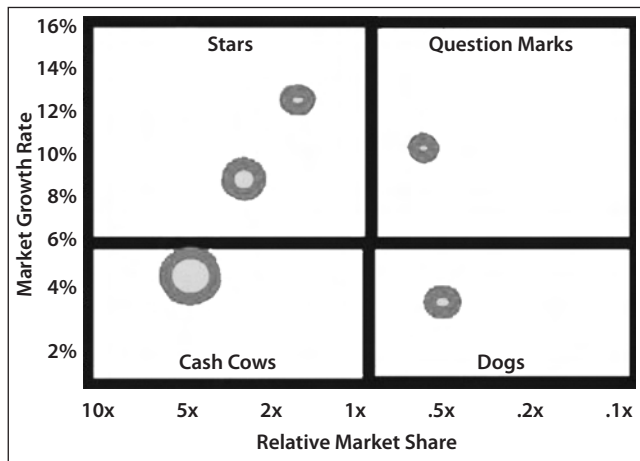 16%
Stars
Question Marks
14%
12%
10%
8%
6%
4%
2%
Market Growth Rate
Cash Cows
Dogs
10x 5x 2x 1x .5x .2x .1x
Relative Market Share